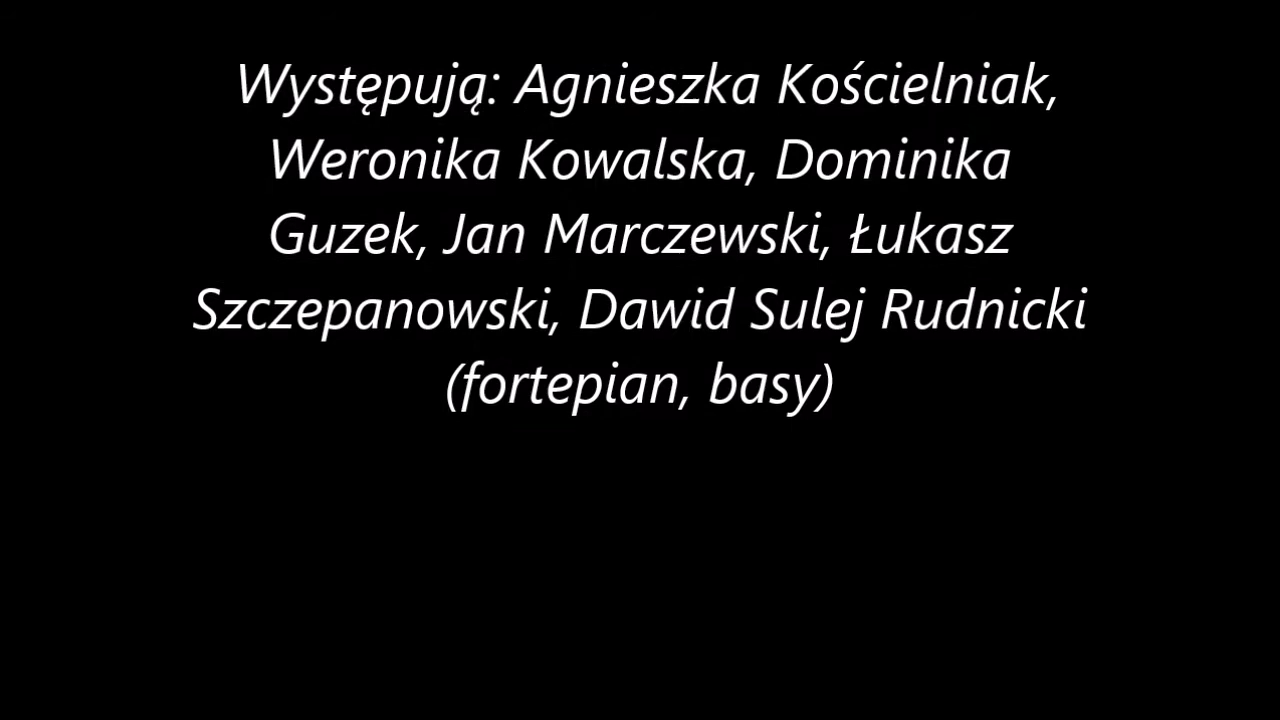 Występują: Agnieszka Kościelniak,
Weronika Kowalska, Dominika
Guzek, Jan Marczewski, Łukasz
Szczepanowski, Dawid Sulej Rudnicki
(fortepian, basy)